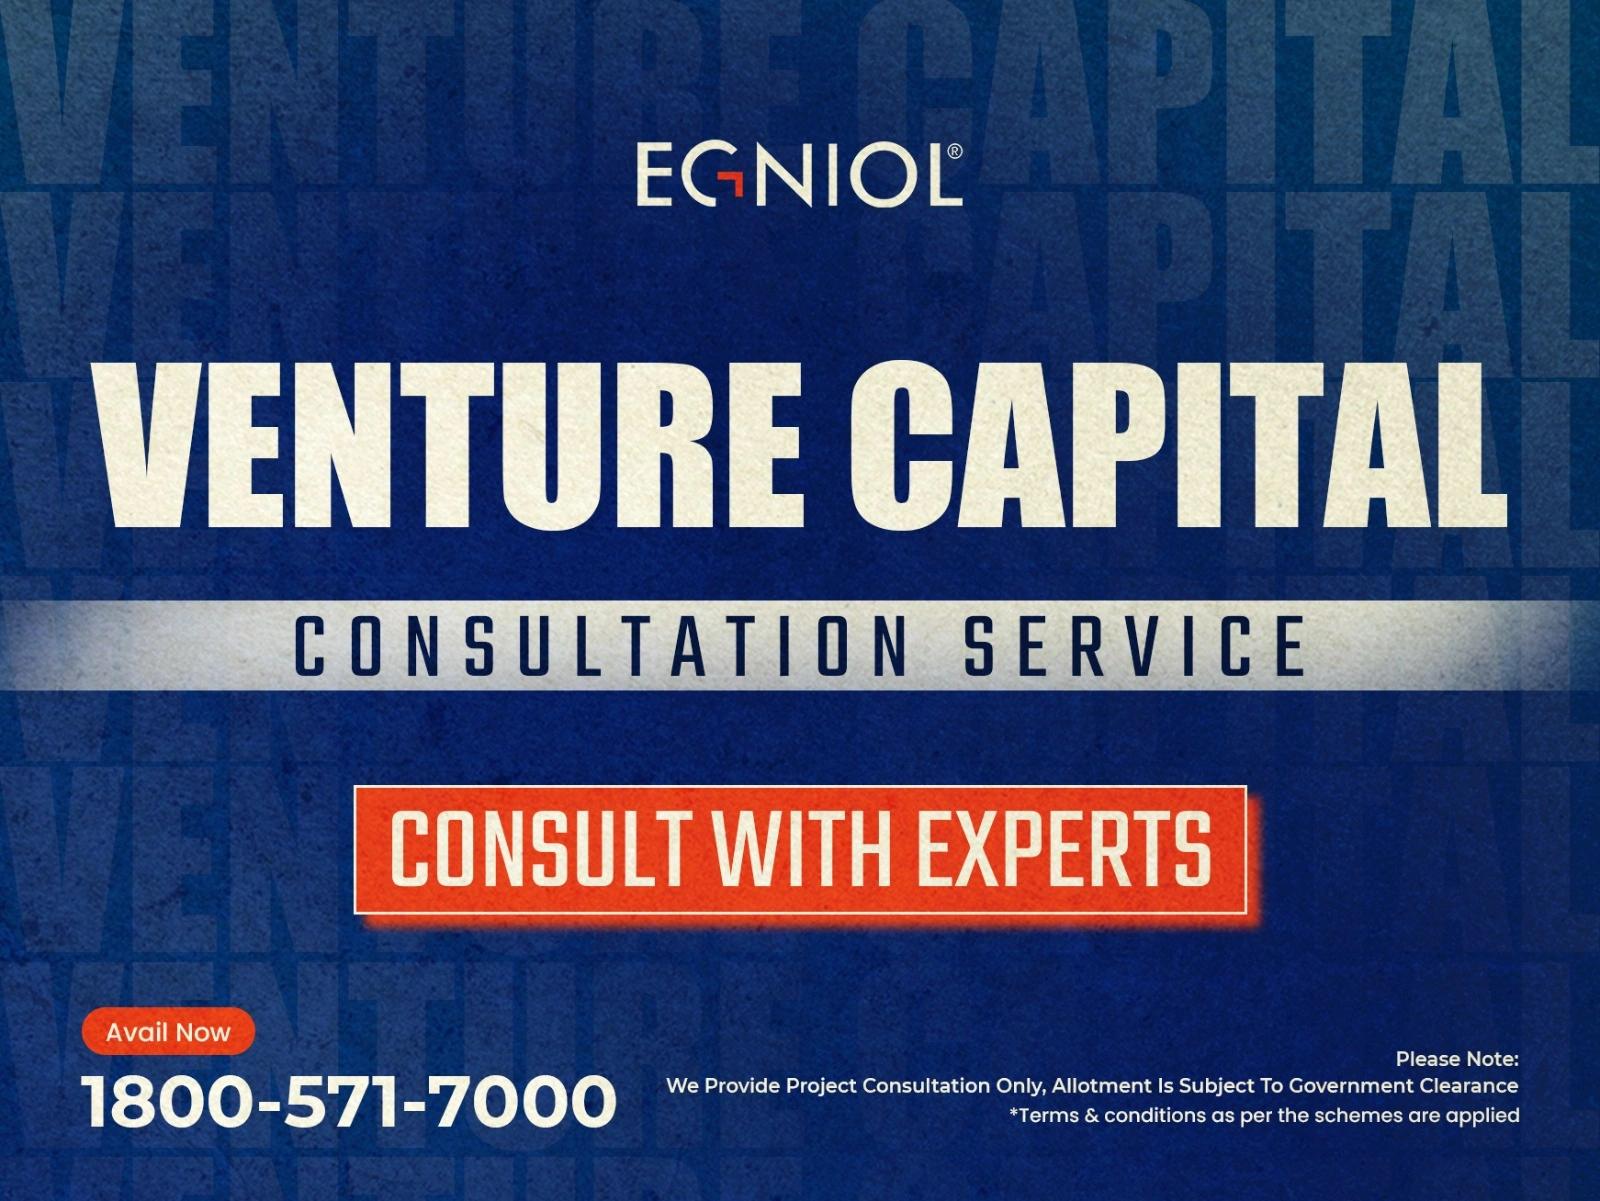 EGNIOL®
VENTURE CAPITAL
CONSULTATION SERVICE
CONSULT WITH EXPERTS
Avail Now
1800-571-7000
Please Note:
We Provide Project Consultation Only, Allotment Is Subject To Government Clearance
*Terms & conditions as per the schemes are applied